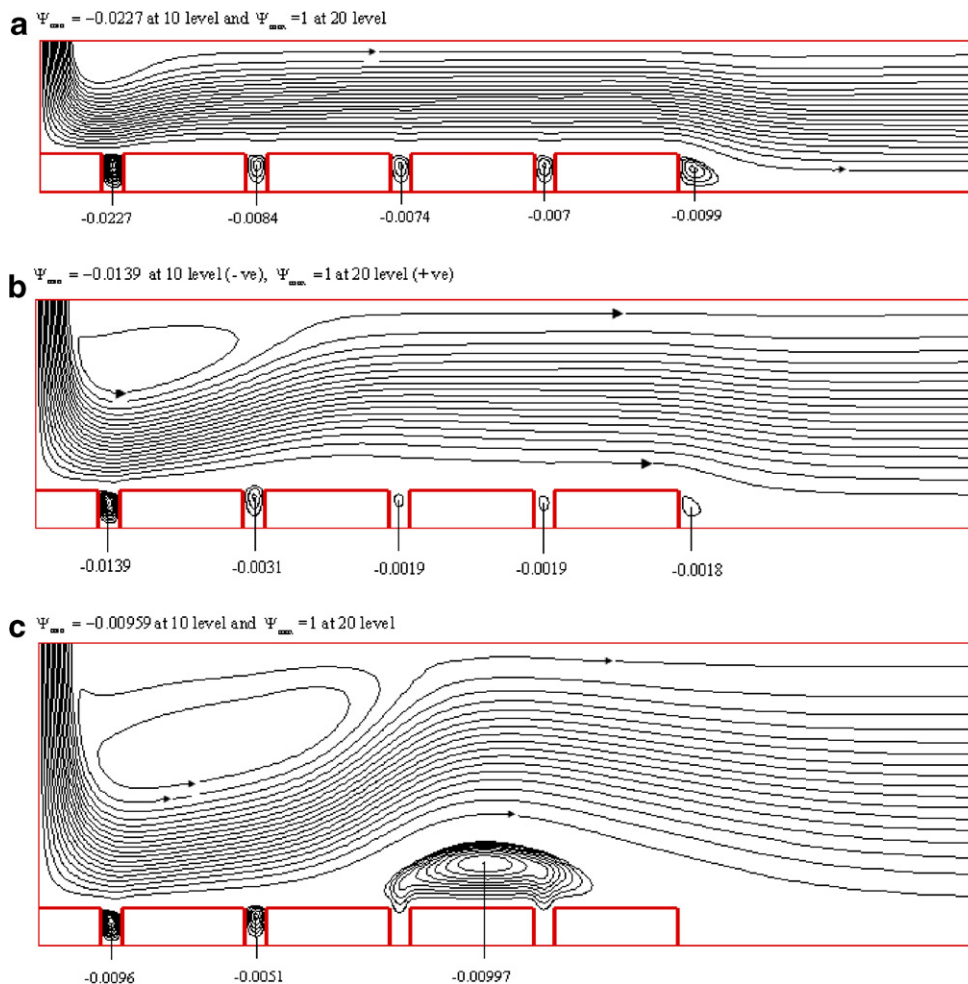 a Ψmin = −0.0227 at 10 level and Ψmax =1 at 20 level
-0.0227 -0.0084 -0.0074 -0.007 -0.0099
b Ψmin = −0.0139 at 10 level (- ve), Ψmax =1 at 20 level (+ ve)
-0.0139 -0.0031 -0.0019 -0.0019 -0.0018
c Ψmin = −0.00959 at 10 level and Ψmax =1 at 20 level
-0.0096 -0.0051 -0.00997